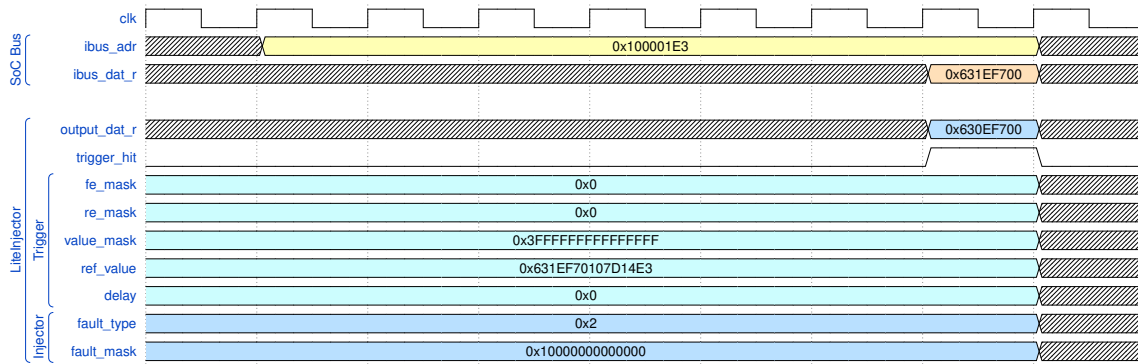 clk
SoC Bus
ibus_adr 0x100001E3
ibus_dat_r 0x631EF700
LiteInjector
output_dat_r 0x630EF700
trigger_hit
Trigger
fe_mask 0x0
re_mask 0x0
value_mask 0x3FFFFFFFFFFFFFFF
ref_value 0x631EF70107D14E3
delay 0x0
Injector
fault_type 0x2
fault_mask 0x10000000000000